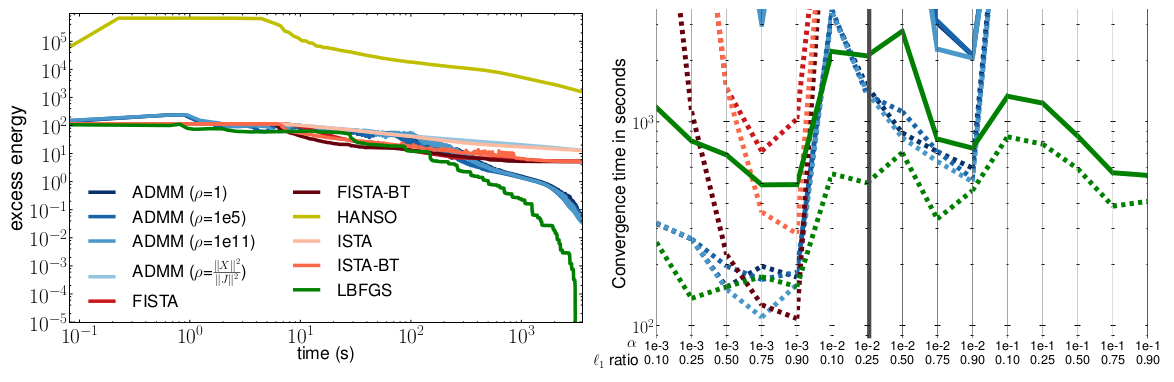 excess energy
10^5
10^4
10^3
10^2
10^1
10^0
10^-1
10^-2
10^-3
10^-4
10^-5
ADMM (ρ=1)
ADMM (ρ=1e5)
ADMM (ρ=1e11)
ADMM (ρ=||X||^2/||J||^2)
FISTA
FISTA-BT
HANSO
ISTA
ISTA-BT
LBFGS
10^-1 10^0 10^1 10^2 10^3
time (s)
Convergence time in seconds
10^3
10^2
α 1e-3 1e-3 1e-3 1e-3 1e-3 1e-2 1e-2 1e-2 1e-2 1e-2 1e-1 1e-1 1e-1 1e-1 1e-1
ℓ1 ratio 0.10 0.25 0.50 0.75 0.90 0.10 0.25 0.50 0.75 0.90 0.10 0.25 0.50 0.75 0.90